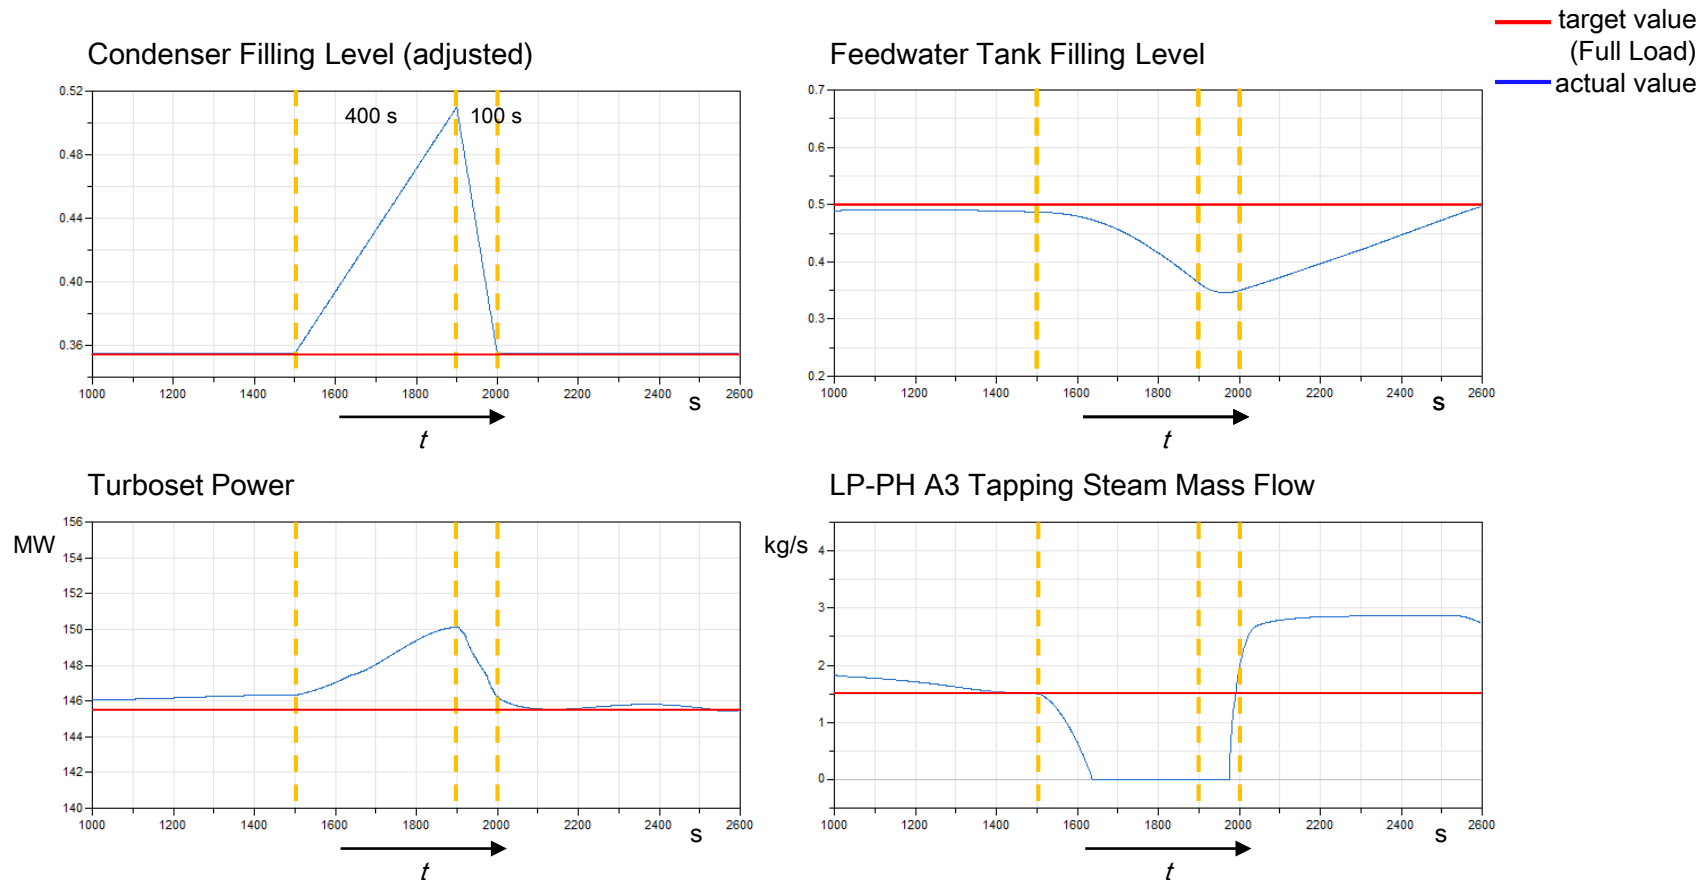 target value
(Full Load)
actual value
Condenser Filling Level (adjusted)
0.52
0.48
0.44
0.40
0.36
400 s
100 s
1000 1200 1400 1600 1800 2000 2200 2400 2600
s
t
Feedwater Tank Filling Level
0.7
0.6
0.5
0.4
0.3
0.2
1000 1200 1400 1600 1800 2000 2200 2400 2600
s
t
Turboset Power
MW
156
154
152
150
148
146
144
142
140
1000 1200 1400 1600 1800 2000 2200 2400 2600
s
t
LP-PH A3 Tapping Steam Mass Flow
kg/s
4
3
2
1
0
1000 1200 1400 1600 1800 2000 2200 2400 2600
s
t